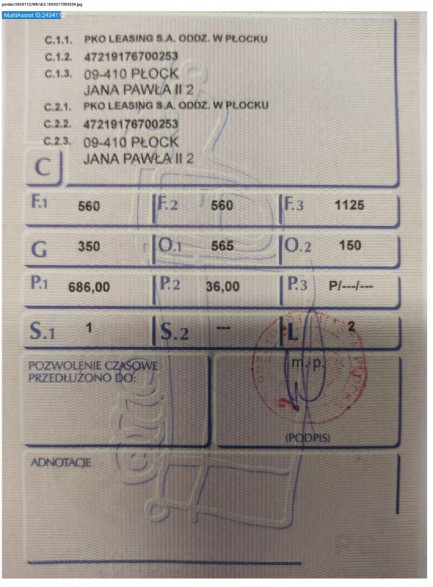 MultiAsset ID:242411
C.1.1. PKO LEASING S.A. ODDZ. W PŁOCKU
C.1.2. 47219176700253
C.1.3. 09-410 PŁOCK
JANA PAWŁA II 2
C.2.1. PKO LEASING S.A. ODDZ. W PŁOCKU
C.2.2. 47219176700253
C.2.3. 09-410 PŁOCK
JANA PAWŁA II 2
C
F.1 560 F.2 560 F.3 1125
G 350 O.1 565 O.2 150
P.1 686,00 P.2 36,00 P.3 P/---/---
S.1 1 S.2 --- L 2
POZWOLENIE CZASOWE
PRZEDŁUŻONO DO:
m.p.
(PODPIS)
ADNOTACJE